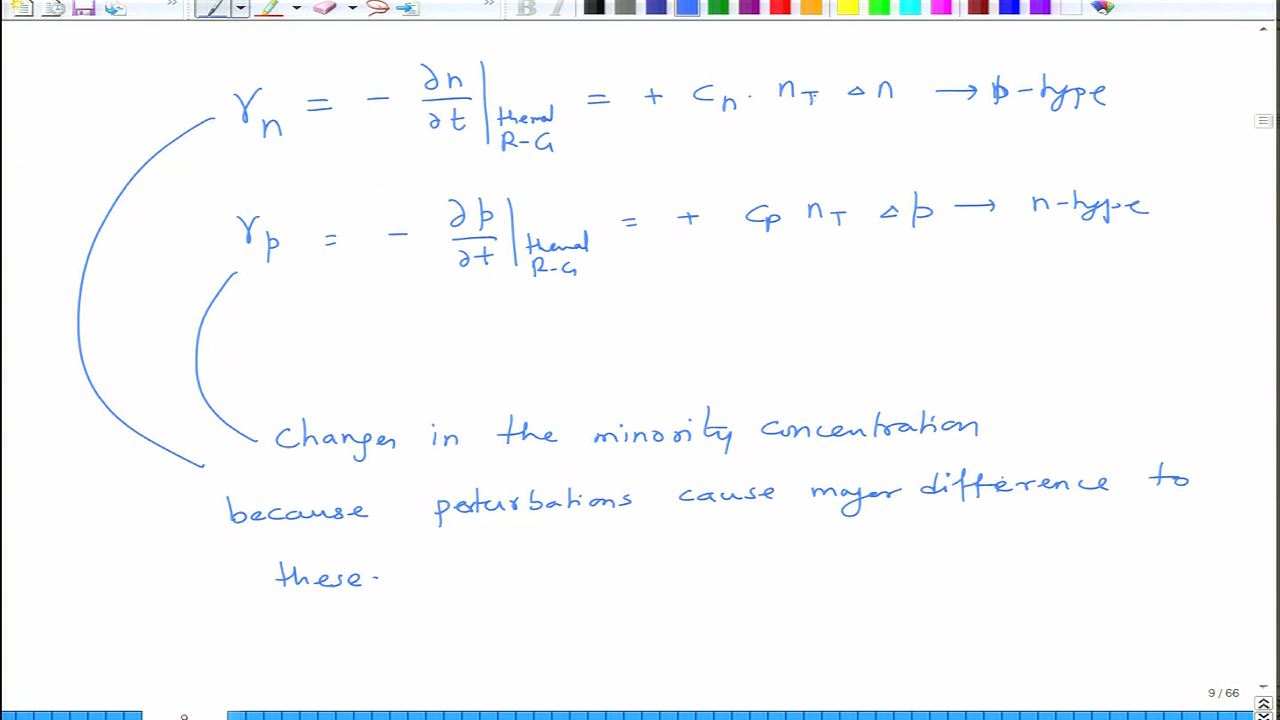 r_n = - ∂n/∂t |thermal R-G = + C_n · n_T Δn → p-type
r_p = - ∂p/∂t |thermal R-G = + C_p n_T Δp → n-type
Changes in the minority concentration
because perturbations cause major difference to
these.
9 / 66
9